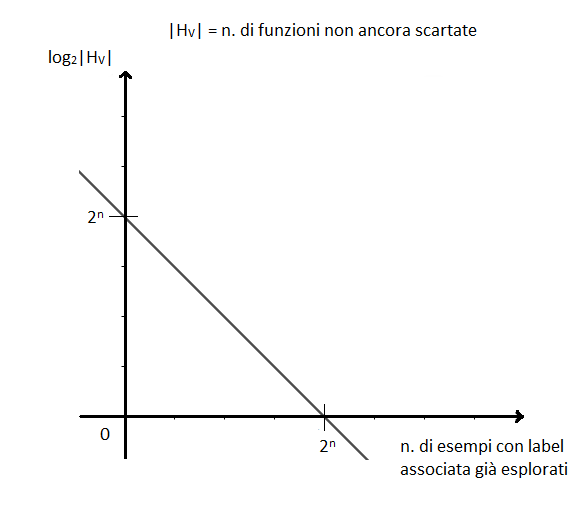 |Hᵥ| = n. di funzioni non ancora scartate
log₂|Hᵥ|
2ⁿ
0
2ⁿ
n. di esempi con label
associata già esplorati